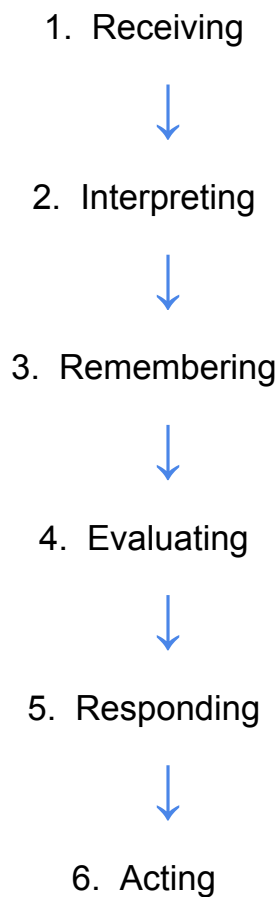 1. Receiving
2. Interpreting
3. Remembering
4. Evaluating
5. Responding
6. Acting